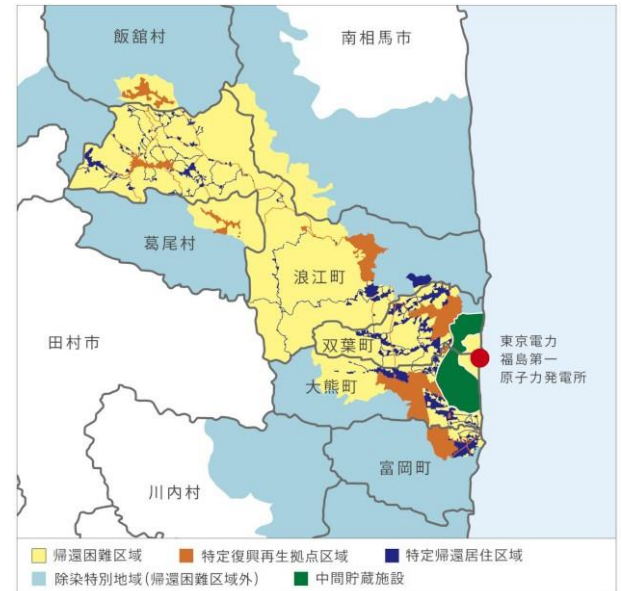 飯舘村
南相馬市
葛尾村
浪江町
田村市
双葉町
大熊町
東京電力
福島第一
原子力発電所
富岡町
川内村
帰還困難区域
特定復興再生拠点区域
特定帰還居住区域
除染特別地域(帰還困難区域外)
中間貯蔵施設